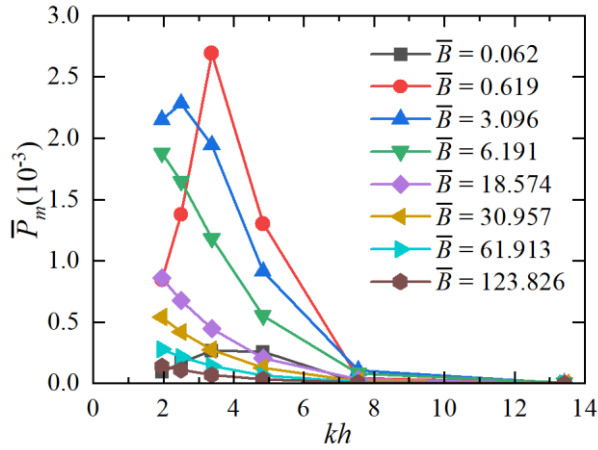 3.0
2.5
2.0
1.5
1.0
0.5
0.0
P̅m(10⁻³)
B̅ = 0.062
B̅ = 0.619
B̅ = 3.096
B̅ = 6.191
B̅ = 18.574
B̅ = 30.957
B̅ = 61.913
B̅ = 123.826
0 2 4 6 8 10 12 14
kh